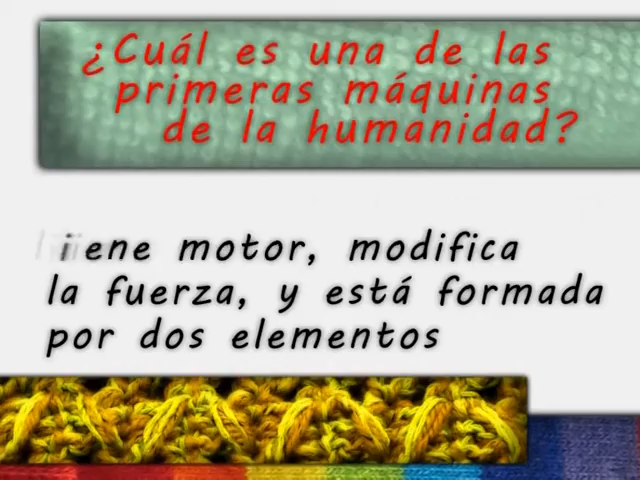 ¿Cuál es una de las
primeras máquinas
de la humanidad?
motor, modifica
la fuerza, y está formada
por dos elementos